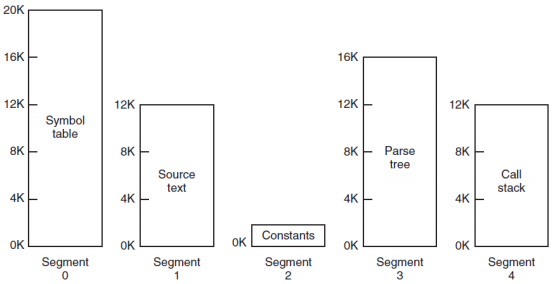 20K
16K
12K
8K
4K
0K
Symbol
table
Segment
0
12K
8K
4K
0K
Source
text
Segment
1
0K
Constants
Segment
2
16K
12K
8K
4K
0K
Parse
tree
Segment
3
12K
8K
4K
0K
Call
stack
Segment
4